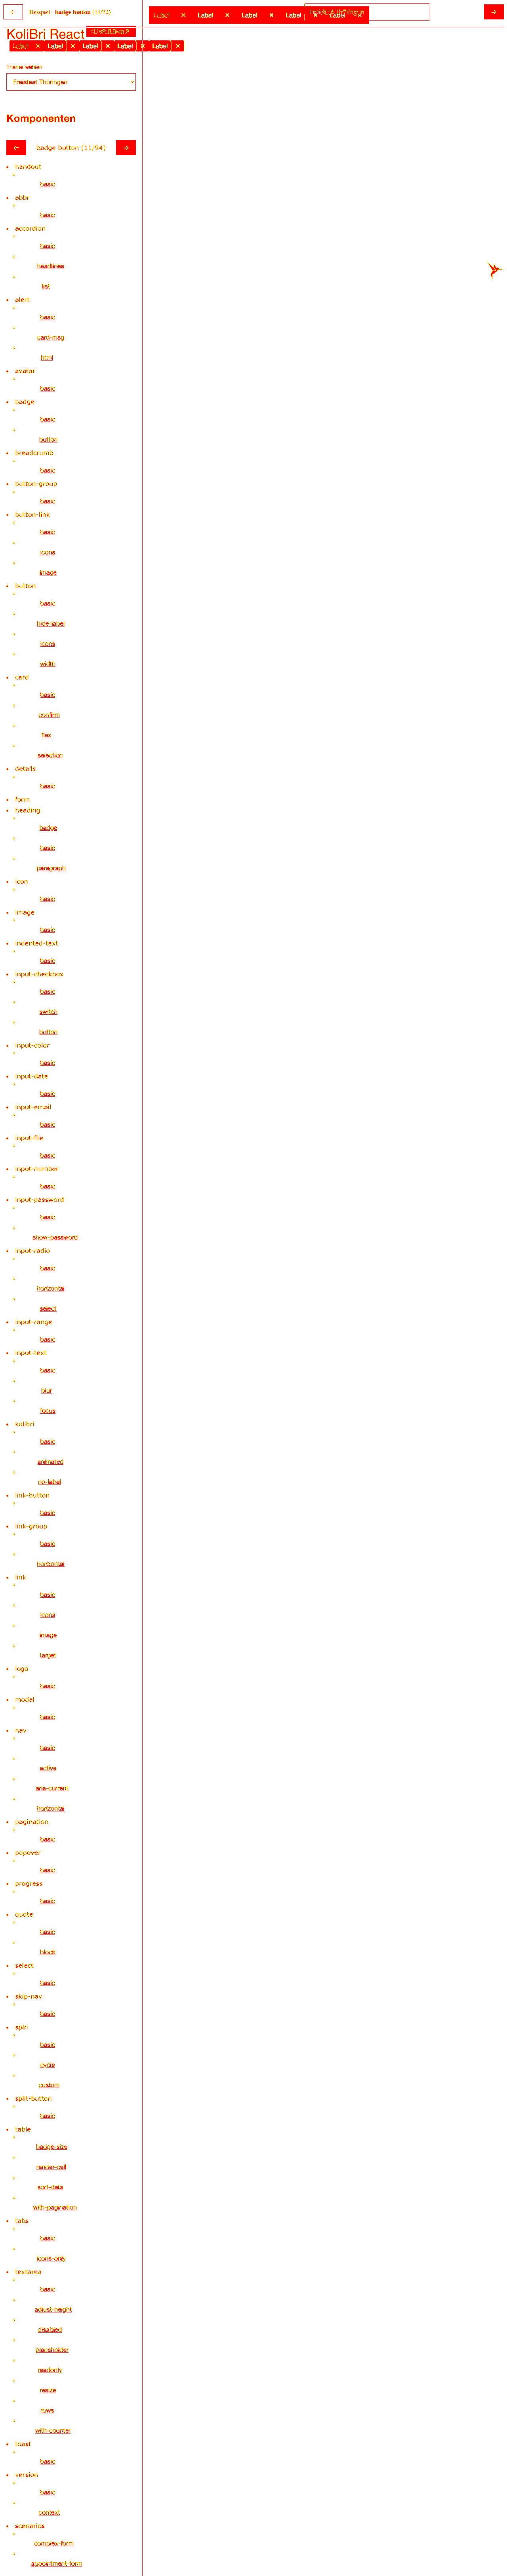 ← Beispiel badge button (11/72) →
Label × Label × Label × Label × ×
KoliBri React
Label × Label × Label × Label × Label ×
Theme wählen
Freistaat Thüringen
Komponenten
← badge button (11/94) →
handout
basic
abbr
basic
accordion
basic
headlines
list
alert
basic
card-msg
html
avatar
basic
badge
basic
button
breadcrumb
basic
button-group
basic
button-link
basic
icons
image
button
basic
hide-label
icons
width
card
basic
confirm
flex
selection
details
basic
form
heading
badge
basic
paragraph
icon
basic
image
basic
indented-text
basic
input-checkbox
basic
switch
button
input-color
basic
input-date
basic
input-email
basic
input-file
basic
input-number
basic
input-password
basic
show-password
input-radio
basic
horizontal
select
input-range
basic
input-text
basic
blur
focus
kolibri
basic
animated
no-label
link-button
basic
link-group
basic
horizontal
link
basic
icons
image
target
logo
basic
modal
basic
nav
basic
active
aria-current
horizontal
pagination
basic
popover
basic
progress
basic
quote
basic
block
select
basic
skip-nav
basic
spin
basic
cycle
custom
split-button
basic
table
badge-size
render-cell
sort-data
with-pagination
tabs
basic
icons-only
textarea
basic
adjust-height
disabled
placeholder
readonly
resize
rows
with-counter
toast
basic
version
basic
context
scenarios
complex-form
appointment-form